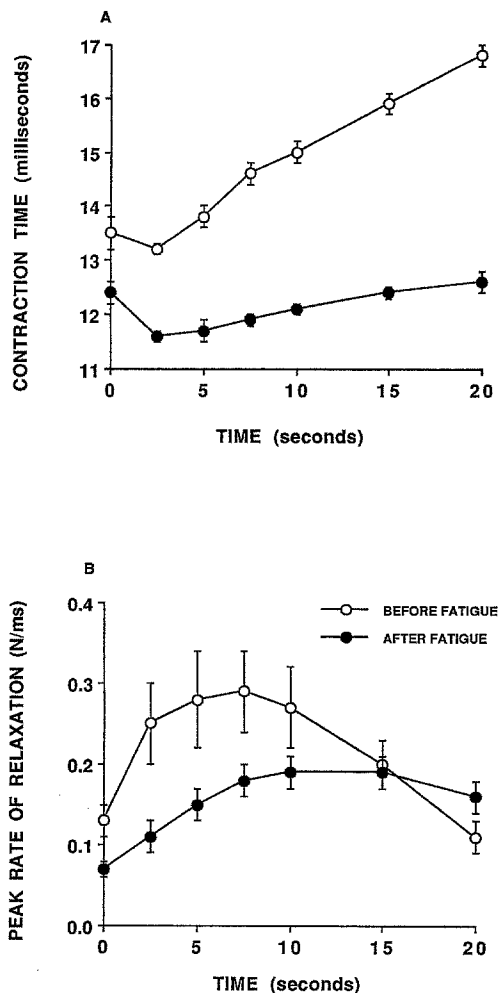 A
CONTRACTION TIME (milliseconds)
17
16
15
14
13
12
11
0
5
10
15
20
TIME (seconds)
B
PEAK RATE OF RELAXATION (N/ms)
0.4
0.3
0.2
0.1
0.0
BEFORE FATIGUE
AFTER FATIGUE
0
5
10
15
20
TIME (seconds)